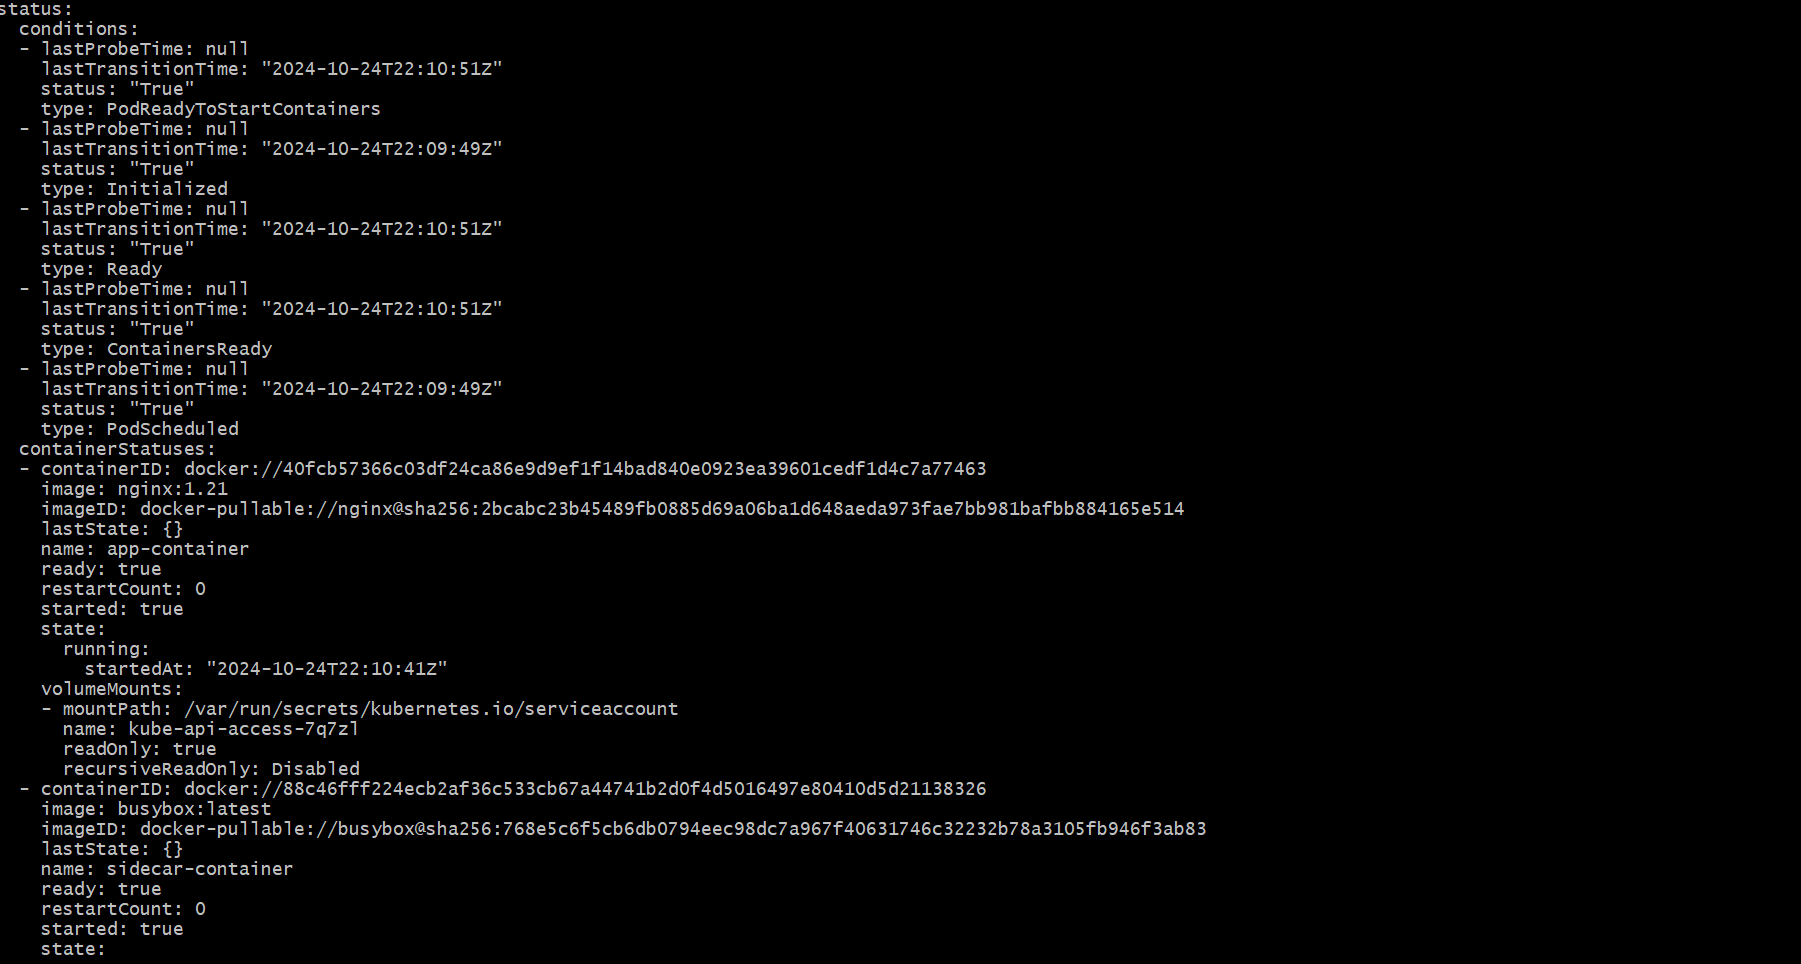 status:
  conditions:
  - lastProbeTime: null
    lastTransitionTime: "2024-10-24T22:10:51Z"
    status: "True"
    type: PodReadyToStartContainers
  - lastProbeTime: null
    lastTransitionTime: "2024-10-24T22:09:49Z"
    status: "True"
    type: Initialized
  - lastProbeTime: null
    lastTransitionTime: "2024-10-24T22:10:51Z"
    status: "True"
    type: Ready
  - lastProbeTime: null
    lastTransitionTime: "2024-10-24T22:10:51Z"
    status: "True"
    type: ContainersReady
  - lastProbeTime: null
    lastTransitionTime: "2024-10-24T22:09:49Z"
    status: "True"
    type: PodScheduled
  containerStatuses:
  - containerID: docker://40fcb57366c03df24ca86e9d9ef1f14bad840e0923ea39601cedf1d4c7a77463
    image: nginx:1.21
    imageID: docker-pullable://nginx@sha256:2bcabc23b45489fb0885d69a06ba1d648aeda973fae7bb981bafbb884165e514
    lastState: {}
    name: app-container
    ready: true
    restartCount: 0
    started: true
    state:
      running:
        startedAt: "2024-10-24T22:10:41Z"
    volumeMounts:
    - mountPath: /var/run/secrets/kubernetes.io/serviceaccount
      name: kube-api-access-7q7zl
      readOnly: true
      recursiveReadOnly: Disabled
  - containerID: docker://88c46fff224ecb2af36c533cb67a44741b2d0f4d5016497e80410d5d21138326
    image: busybox:latest
    imageID: docker-pullable://busybox@sha256:768e5c6f5cb6db0794eec98dc7a967f40631746c32232b78a3105fb946f3ab83
    lastState: {}
    name: sidecar-container
    ready: true
    restartCount: 0
    started: true
    state: